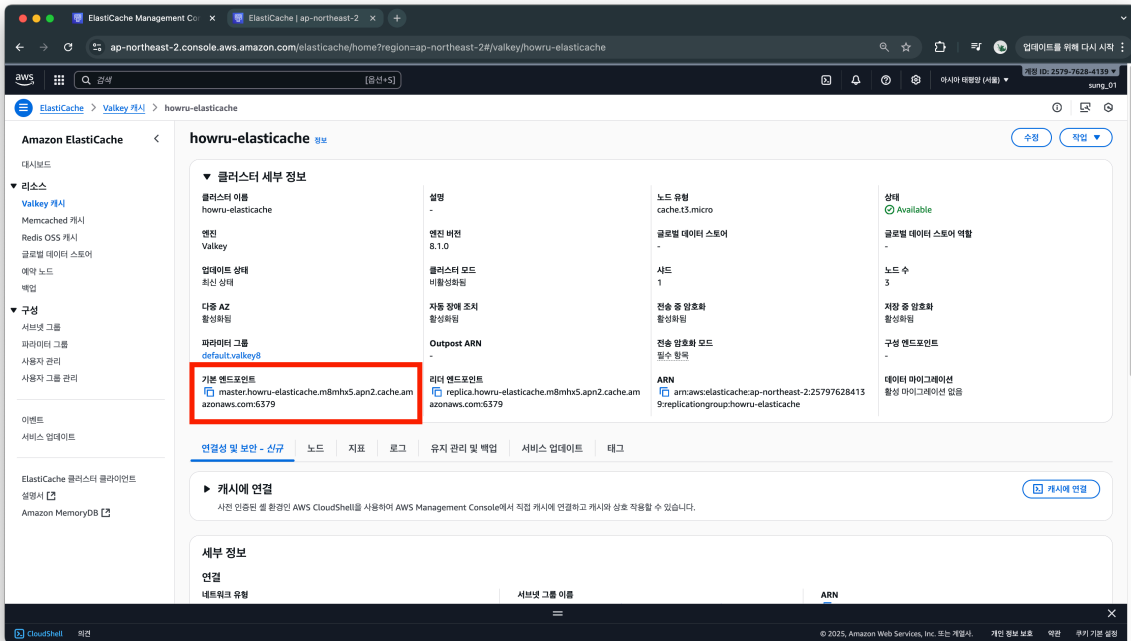 ElastiCache Management Co
ElastiCache | ap-northeast-2
ap-northeast-2.console.aws.amazon.com/elasticache/home?region=ap-northeast-2#/valkey/howru-elasticache
업데이트를 위해 다시 시작
aws
검색
[옵션+S]
아시아 태평양 (서울)
계정 ID: 2579-7628-4139
sung_01
ElastiCache > Valkey 캐시 > howru-elasticache
Amazon ElastiCache
대시보드
리소스
Valkey 캐시
Memcached 캐시
Redis OSS 캐시
글로벌 데이터 스토어
예약 노드
백업
구성
서브넷 그룹
파라미터 그룹
사용자 관리
사용자 그룹 관리
이벤트
서비스 업데이트
ElastiCache 클러스터 클라이언트
설명서
Amazon MemoryDB
howru-elasticache 정보
수정
작업
클러스터 세부 정보
클러스터 이름
howru-elasticache
설명
-
노드 유형
cache.t3.micro
상태
Available
엔진
Valkey
엔진 버전
8.1.0
글로벌 데이터 스토어
-
글로벌 데이터 스토어 역할
-
업데이트 상태
최신 상태
클러스터 모드
비활성화됨
샤드
1
노드 수
3
다중 AZ
활성화됨
자동 장애 조치
활성화됨
전송 중 암호화
활성화됨
저장 중 암호화
활성화됨
파라미터 그룹
default.valkey8
Outpost ARN
-
전송 암호화 모드
필수 항목
구성 엔드포인트
-
기본 엔드포인트
master.howru-elasticache.m8mhx5.apn2.cache.am
azonaws.com:6379
리더 엔드포인트
replica.howru-elasticache.m8mhx5.apn2.cache.am
azonaws.com:6379
ARN
arn:aws:elasticache:ap-northeast-2:25797628413
9:replicationgroup:howru-elasticache
데이터 마이그레이션
활성 마이그레이션 없음
연결성 및 보안 - 신규
노드
지표
로그
유지 관리 및 백업
서비스 업데이트
태그
캐시에 연결
캐시에 연결
사전 인증된 셸 환경인 AWS CloudShell을 사용하여 AWS Management Console에서 직접 캐시에 연결하고 캐시와 상호 작용할 수 있습니다.
세부 정보
연결
네트워크 유형
서브넷 그룹 이름
ARN
CloudShell
의견
© 2025, Amazon Web Services, Inc. 또는 계열사.
개인 정보 보호
약관
쿠키 기본 설정